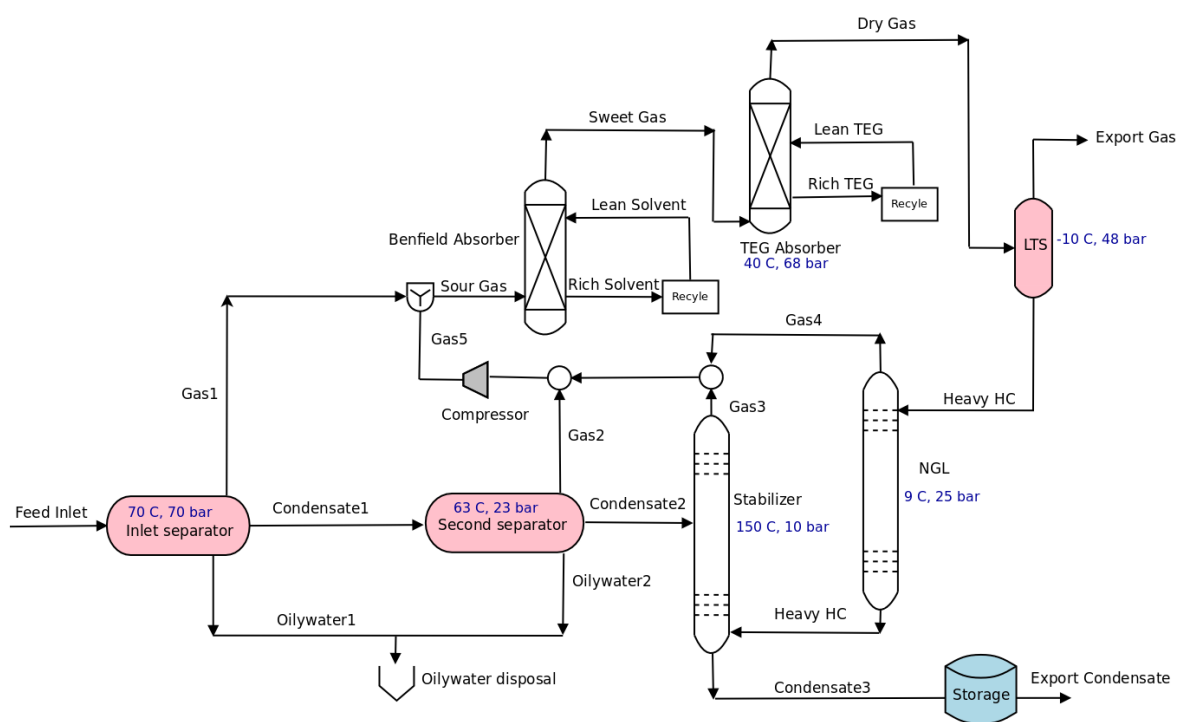 Dry Gas
Sweet Gas
Lean TEG
Export Gas
Rich TEG
Recyle
Lean Solvent
Benfield Absorber
TEG Absorber
40 C, 68 bar
LTS
-10 C, 48 bar
Sour Gas
Rich Solvent
Recyle
Gas4
Gas5
Gas1
Compressor
Gas3
Heavy HC
Gas2
NGL
9 C, 25 bar
Feed Inlet
70 C, 70 bar
Inlet separator
Condensate1
63 C, 23 bar
Second separator
Condensate2
Stabilizer
150 C, 10 bar
Oilywater2
Oilywater1
Heavy HC
Oilywater disposal
Condensate3
Storage
Export Condensate